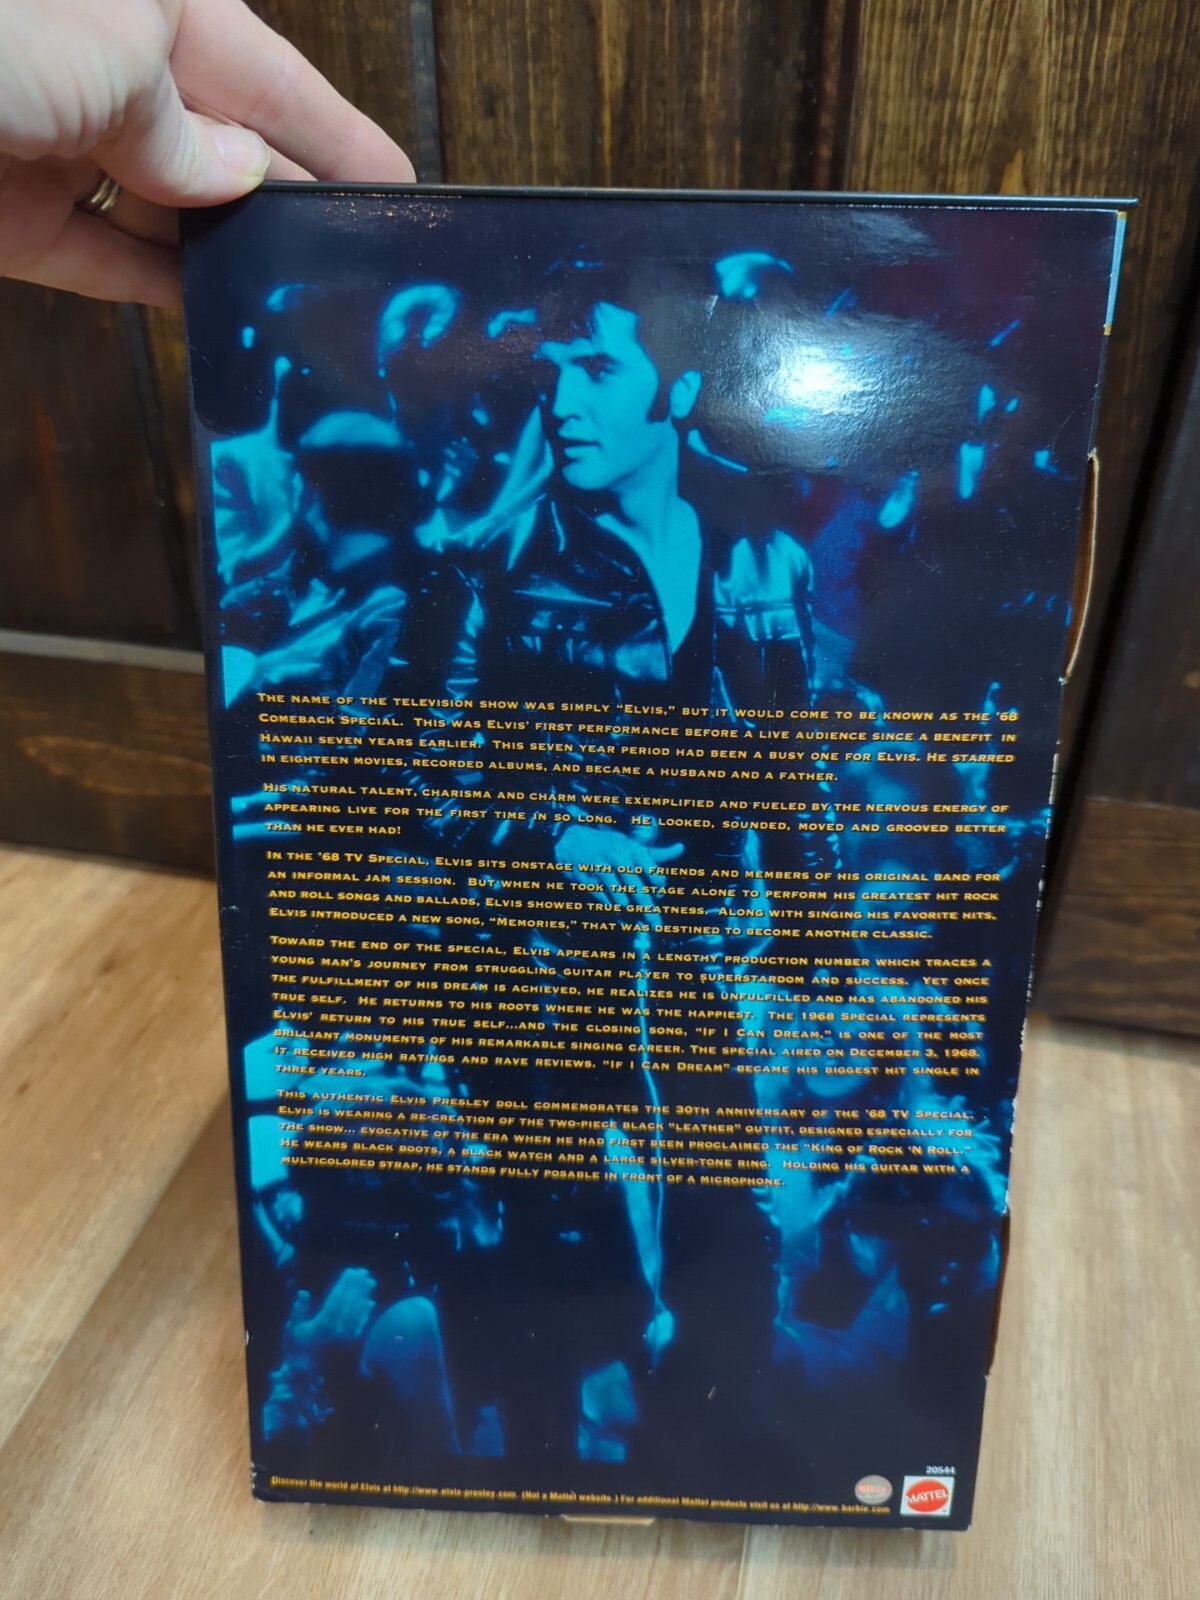 THE NAME OF THE TELEVISION SHOW WAS SIMPLY "ELVIS," BUT IT WOULD COME TO BE KNOWN AS THE '68
COMEBACK SPECIAL. THIS WAS ELVIS' FIRST PERFORMANCE BEFORE A LIVE AUDIENCE SINCE A BENEFIT IN
HAWAII SEVEN YEARS EARLIER. THIS SEVEN YEAR PERIOD HAD BEEN A BUSY ONE FOR ELVIS. HE STARRED
IN EIGHTEEN MOVIES, RECORDED ALBUMS, AND BECAME A HUSBAND AND A FATHER.
HIS NATURAL TALENT, CHARISMA AND CHARM WERE EXEMPLIFIED AND FUELED BY THE NERVOUS ENERGY OF
APPEARING LIVE FOR THE FIRST TIME IN SO LONG. HE LOOKED, SOUNDED, MOVED AND GROOVED BETTER
THAN HE EVER HAD!
IN THE '68 TV SPECIAL, ELVIS SITS ONSTAGE WITH OLD FRIENDS AND MEMBERS OF HIS ORIGINAL BAND FOR
AN INFORMAL JAM SESSION. BUT WHEN HE TOOK THE STAGE ALONE TO PERFORM HIS GREATEST HIT ROCK
AND ROLL SONGS AND BALLADS, ELVIS SHOWED TRUE GREATNESS. ALONG WITH SINGING HIS FAVORITE HITS,
ELVIS INTRODUCED A NEW SONG, "MEMORIES," THAT WAS DESTINED TO BECOME ANOTHER CLASSIC.
TOWARD THE END OF THE SPECIAL, ELVIS APPEARS IN A LENGTHY PRODUCTION NUMBER WHICH TRACES A
YOUNG MAN'S JOURNEY FROM STRUGGLING GUITAR PLAYER TO SUPERSTARDOM AND SUCCESS. YET ONCE
THE FULFILLMENT OF HIS DREAM IS ACHIEVED, HE REALIZES HE IS UNFULFILLED AND HAS ABANDONED HIS
TRUE SELF. HE RETURNS TO HIS ROOTS WHERE HE WAS THE HAPPIEST. THE 1968 SPECIAL REPRESENTS
ELVIS' RETURN TO HIS TRUE SELF...AND THE CLOSING SONG, "IF I CAN DREAM," IS ONE OF THE MOST
BRILLIANT MONUMENTS OF HIS REMARKABLE SINGING CAREER. THE SPECIAL AIRED ON DECEMBER 3, 1968.
IT RECEIVED HIGH RATINGS AND RAVE REVIEWS. "IF I CAN DREAM" BECAME HIS BIGGEST HIT SINGLE IN
THREE YEARS.
THIS AUTHENTIC ELVIS PRESLEY DOLL COMMEMORATES THE 30TH ANNIVERSARY OF THE '68 TV SPECIAL.
ELVIS IS WEARING A RE-CREATION OF THE TWO-PIECE BLACK "LEATHER" OUTFIT, DESIGNED ESPECIALLY FOR
THE SHOW... EVOCATIVE OF THE ERA WHEN HE HAD FIRST BEEN PROCLAIMED THE "KING OF ROCK 'N ROLL."
HE WEARS BLACK BOOTS, A BLACK WATCH AND A LARGE SILVER-TONE RING. HOLDING HIS GUITAR WITH A
MULTICOLORED STRAP, HE STANDS FULLY POSABLE IN FRONT OF A MICROPHONE.
20544
Discover the world of Elvis at http://www.elvis-presley.com. (Not a Mattel website.) For additional Mattel products visit us at http://www.barbie.com
MATTEL